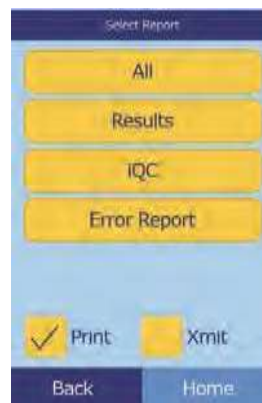 Select Report
All
Results
iQC
Error Report
Print Xmit
Back Home